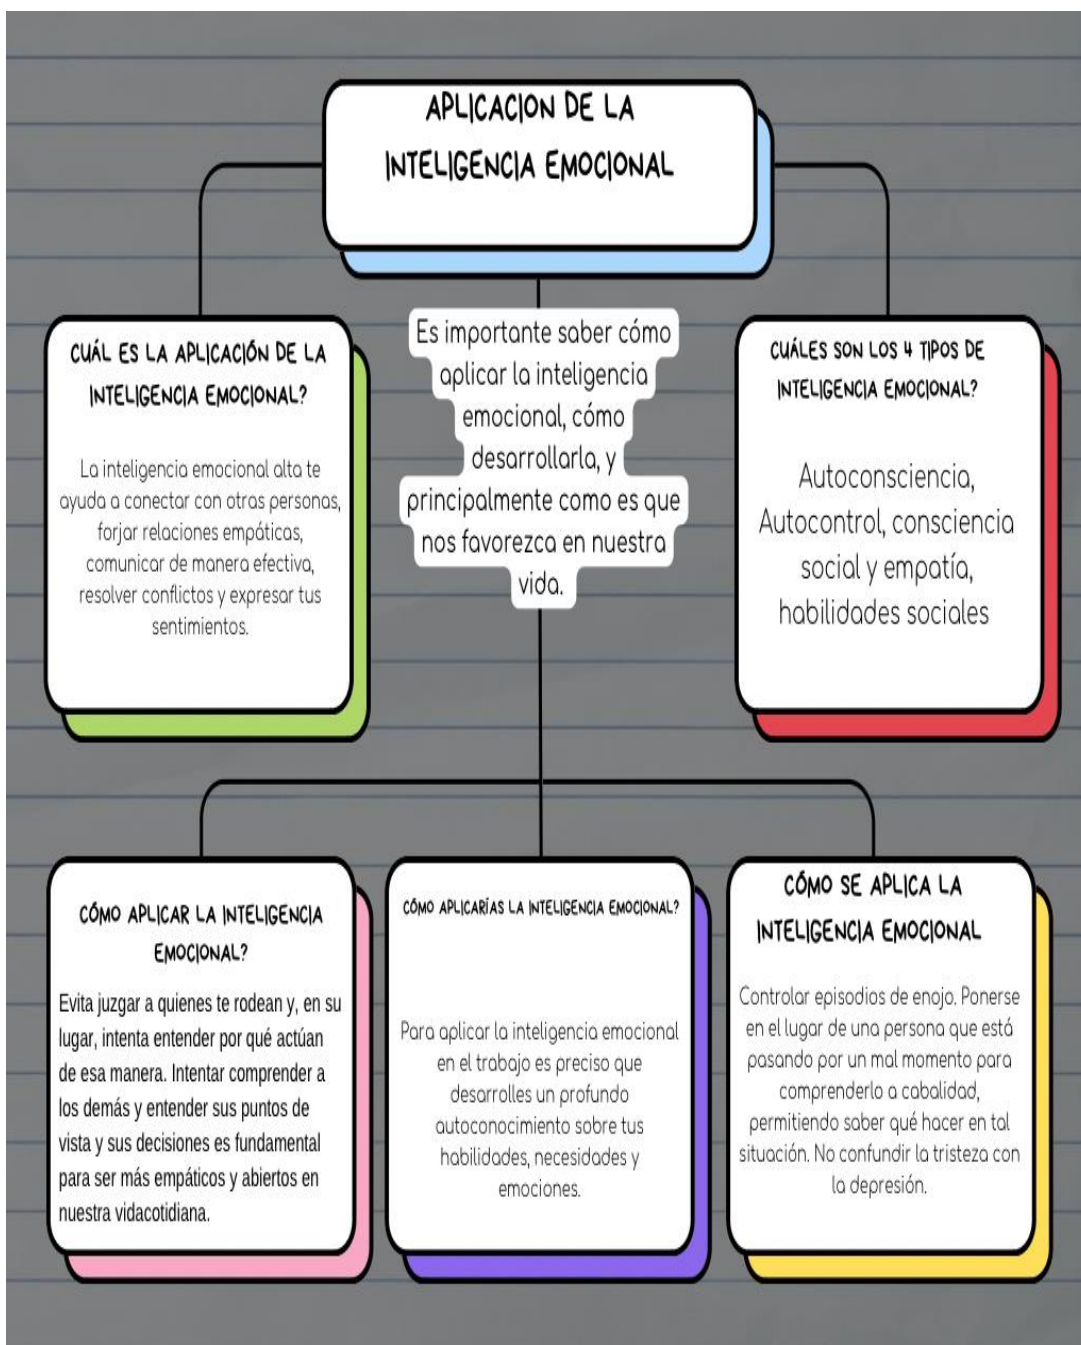 APLICACION DE LA
INTELIGENCIA EMOCIONAL
CUÁL ES LA APLICACIÓN DE LA
INTELIGENCIA EMOCIONAL?
La inteligencia emocional alta te
ayuda a conectar con otras personas,
forjar relaciones empáticas,
comunicar de manera efectiva,
resolver conflictos y expresar tus
sentimientos.
Es importante saber cómo
aplicar la inteligencia
emocional, cómo
desarrollarla, y
principalmente como es que
nos favorezca en nuestra
vida.
CUÁLES SON LOS 4 TIPOS DE
INTELIGENCIA EMOCIONAL?
Autoconsciencia,
Autocontrol, consciencia
social y empatía,
habilidades sociales
CÓMO APLICAR LA INTELIGENCIA
EMOCIONAL?
Evita juzgar a quienes te rodean y, en su
lugar, intenta entender por qué actúan
de esa manera. Intentar comprender a
los demás y entender sus puntos de
vista y sus decisiones es fundamental
para ser más empáticos y abiertos en
nuestra vidacotidiana.
CÓMO APLICARÍAS LA INTELIGENCIA EMOCIONAL?
Para aplicar la inteligencia emocional
en el trabajo es preciso que
desarrolles un profundo
autoconocimiento sobre tus
habilidades, necesidades y
emociones.
CÓMO SE APLICA LA
INTELIGENCIA EMOCIONAL
Controlar episodios de enojo. Ponerse
en el lugar de una persona que está
pasando por un mal momento para
comprenderlo a cabalidad,
permitiendo saber qué hacer en tal
situación. No confundir la tristeza con
la depresión.